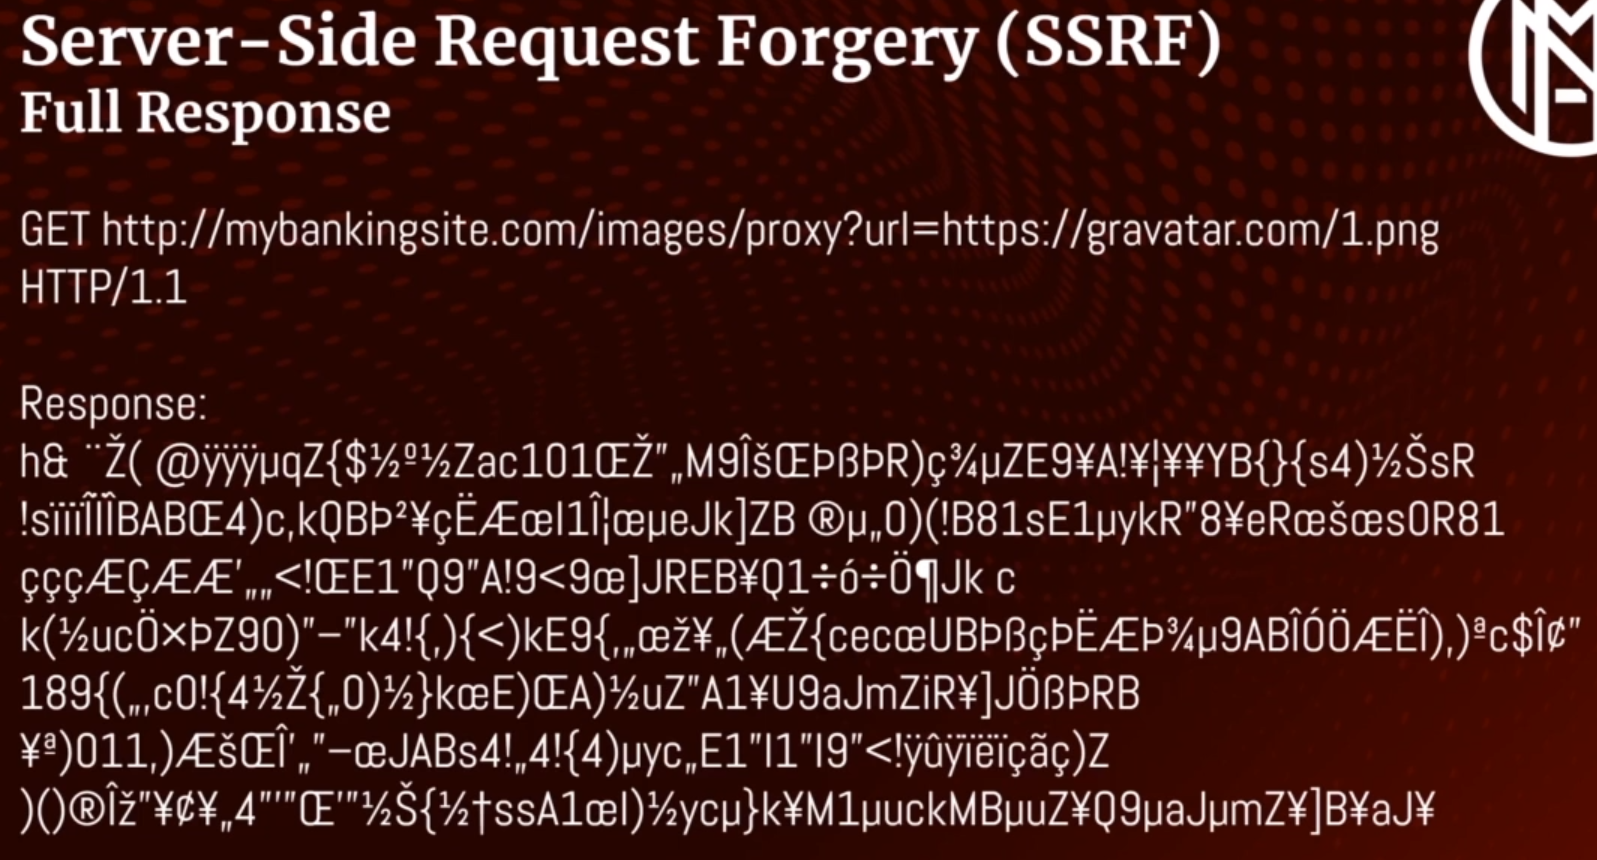 Server-Side Request Forgery (SSRF)
Full Response
GET http://mybankingsite.com/images/proxy?url=https://gravatar.com/1.png
HTTP/1.1
Response:
h& ¨Ž( @ÿÿÿµqZ{$½º½Zac101ŒŽ”„M9ÎšŒÞßÞR)ç¾µZE9¥A!¥¦¥¥YB{}{s4)½ŠsR
!sïïïÎÎÎBABŒ4)c‚kQBÞ²¥çËÆœI1Î¦œµeJk]ZB ®µ„0)(!B81sE1µykR”8¥eRœšœs0R81
çççÆÇÆÆ’„„<!ŒE1”Q9”A!9<9œ]JREB¥Q1÷ó÷Ö¶Jk c
k(½ucÖ×ÞZ90)”–”k4!{‚){<)kE9{‚„œž¥„(ÆŽ{cecœUBÞßçÞËÆÞ¾µ9ABÎÓÖÆËÎ)‚)ªc$Î¢”
189{(„‚c0!{4½Ž{„0)½}kœE)ŒA)½uZ”A1¥U9aJmZiR¥]JÖßÞRB
¥ª)011‚)ÆšŒÎ’„”–œJABs4!„4!{4)µyc„E1”I1”I9”<!ÿûÿïëïçãç)Z
)()®Îž”¥¢¥„4”’”Œ’”½Š{½†ssA1œI)½ycµ}k¥M1µuckMBµuZ¥Q9µaJµmZ¥]B¥aJ¥